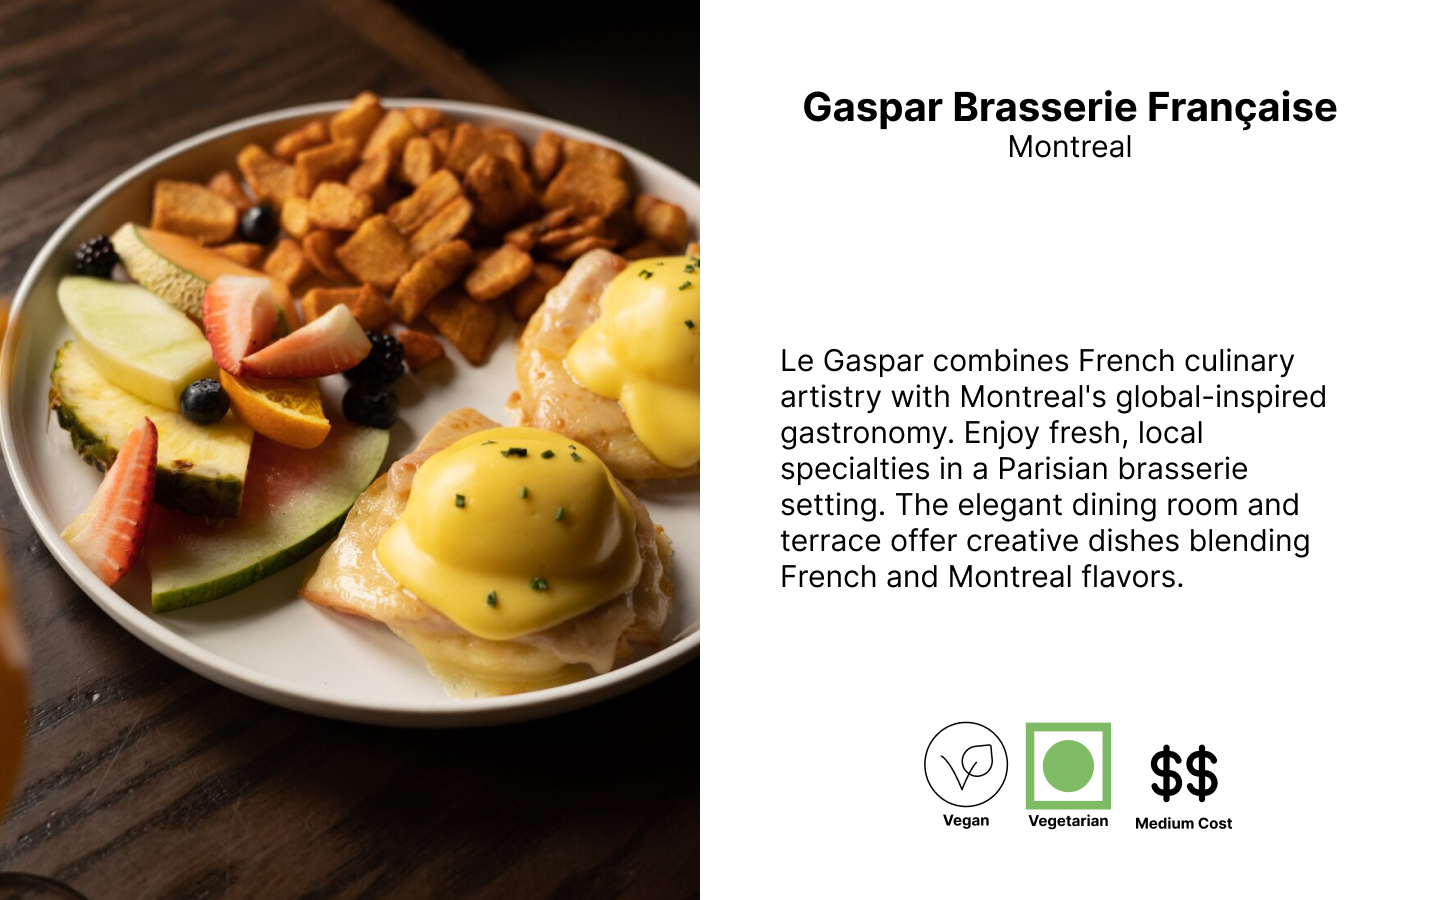 Gaspar Brasserie Française
Montreal
Le Gaspar combines French culinary
artistry with Montreal's global-inspired
gastronomy. Enjoy fresh, local
specialties in a Parisian brasserie
setting. The elegant dining room and
terrace offer creative dishes blending
French and Montreal flavors.
$$
Vegan
Vegetarian
Medium Cost